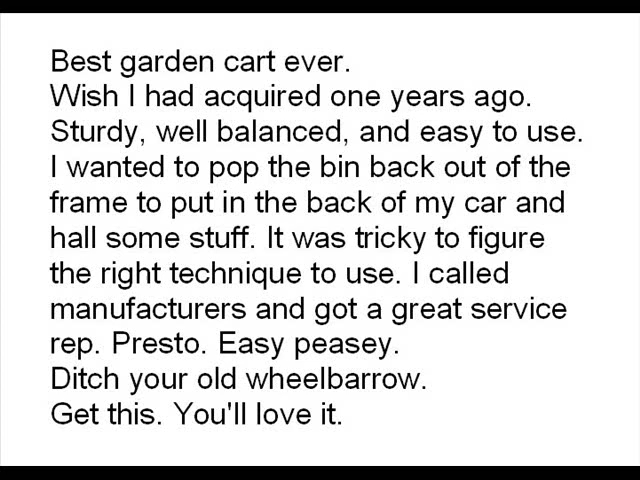 Best garden cart ever.
Wish I had acquired one years ago.
Sturdy, well balanced, and easy to use.
I wanted to pop the bin back out of the
frame to put in the back of my car and
hall some stuff. It was tricky to figure
the right technique to use. I called
manufacturers and got a great service
rep. Presto. Easy peasey.
Ditch your old wheelbarrow.
Get this. You'll love it.